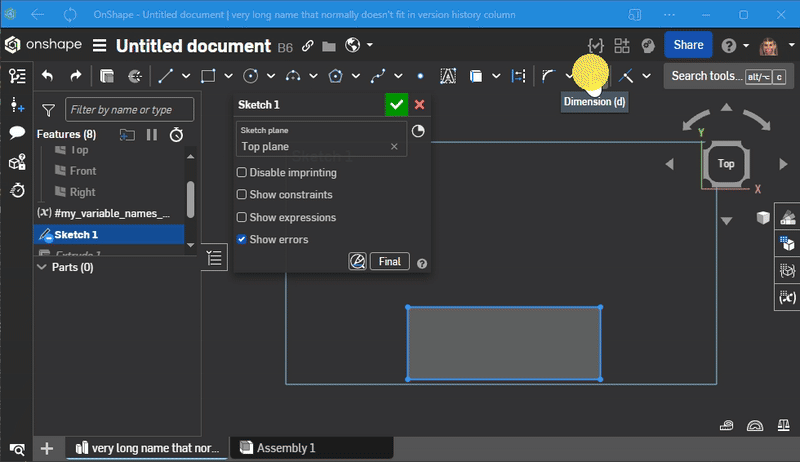 OnShape - Untitled document | very long name that normally doesn't fit in version history column
onshape Untitled document B6 Share
Search tools... alt/⌥ c
Dimension (d)
Filter by name or type
Features (8)
Top
Front
Right
(x) #my_variable_names_...
Sketch 1
Extrude 1
Parts (0)
Sketch 1
Sketch plane
Top plane
Disable imprinting
Show constraints
Show expressions
Show errors
Final
Sketch 1
Y
Top
X
(x)
very long name that nor...
Assembly 1